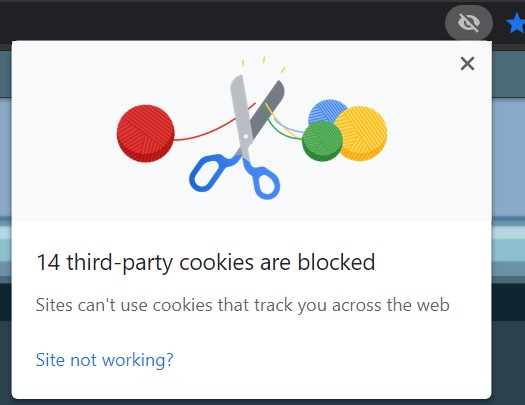 14 third-party cookies are blocked
Sites can't use cookies that track you across the web
Site not working?